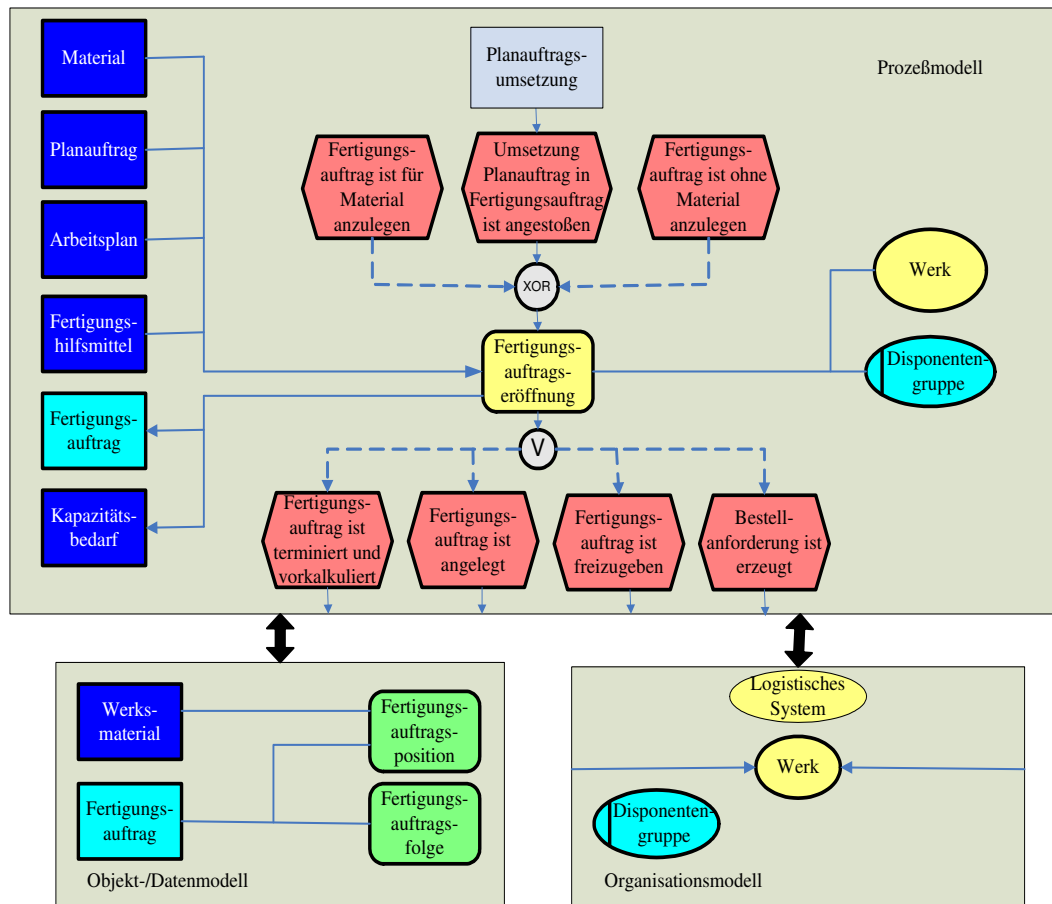 Prozeßmodell
Material
Planauftrag
Arbeitsplan
Fertigungs-
hilfsmittel
Fertigungs-
auftrag
Kapazitäts-
bedarf
Planauftrags-
umsetzung
Fertigungs-
auftrag ist für
Material
anzulegen
Umsetzung
Planauftrag in
Fertigungsauftrag
ist angestoßen
Fertigungs-
auftrag ist ohne
Material
anzulegen
XOR
Fertigungs-
auftrags-
eröffnung
Werk
Disponenten-
gruppe
V
Fertigungs-
auftrag ist
terminiert und
vorkalkuliert
Fertigungs-
auftrag ist
angelegt
Fertigungs-
auftrag ist
freizugeben
Bestell-
anforderung ist
erzeugt
Werks-
material
Fertigungs-
auftrag
Fertigungs-
auftrags-
position
Fertigungs-
auftrags-
folge
Objekt-/Datenmodell
Logistisches
System
Werk
Disponenten-
gruppe
Organisationsmodell